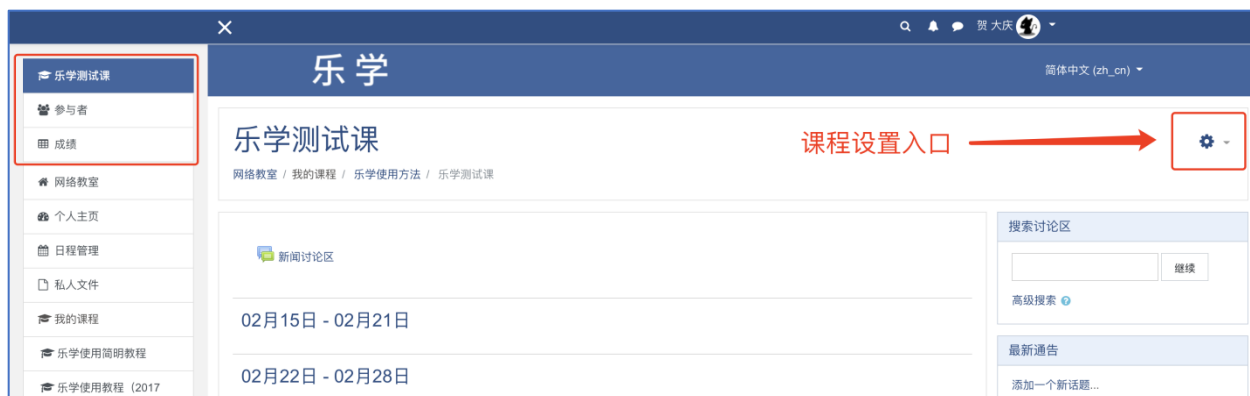 贺 大庆
乐学测试课
参与者
成绩
网络教室
个人主页
日程管理
私人文件
我的课程
乐学使用简明教程
乐学使用教程（2017
乐学
简体中文 (zh_cn)
乐学测试课
课程设置入口
网络教室 / 我的课程 / 乐学使用方法 / 乐学测试课
新闻讨论区
02月15日 - 02月21日
02月22日 - 02月28日
搜索讨论区
继续
高级搜索
最新通告
添加一个新话题...